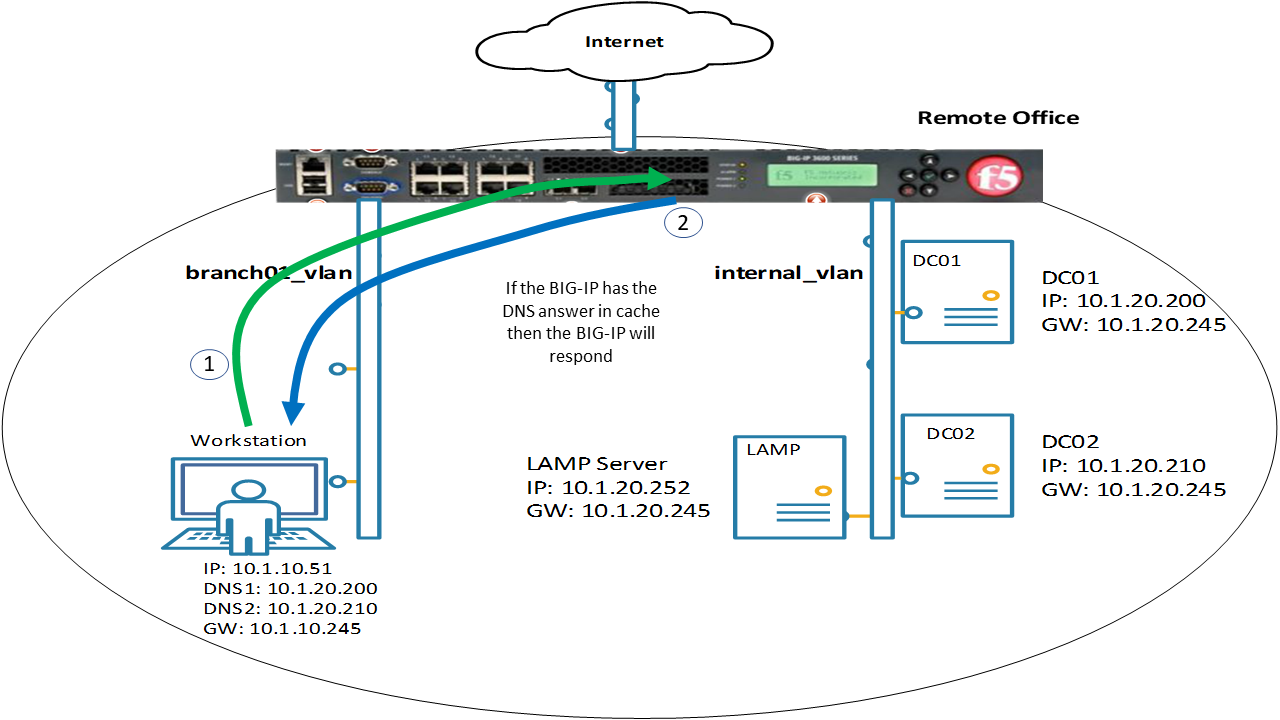 Internet
Remote Office
BIG-IP 3600 SERIES
f5
f5
2
branch01_vlan
internal_vlan
If the BIG-IP has the
DNS answer in cache
then the BIG-IP will
respond
1
DC01
DC01
IP: 10.1.20.200
GW: 10.1.20.245
Workstation
DC02
DC02
IP: 10.1.20.210
GW: 10.1.20.245
LAMP
LAMP Server
IP: 10.1.20.252
GW: 10.1.20.245
IP: 10.1.10.51
DNS1: 10.1.20.200
DNS2: 10.1.20.210
GW: 10.1.10.245